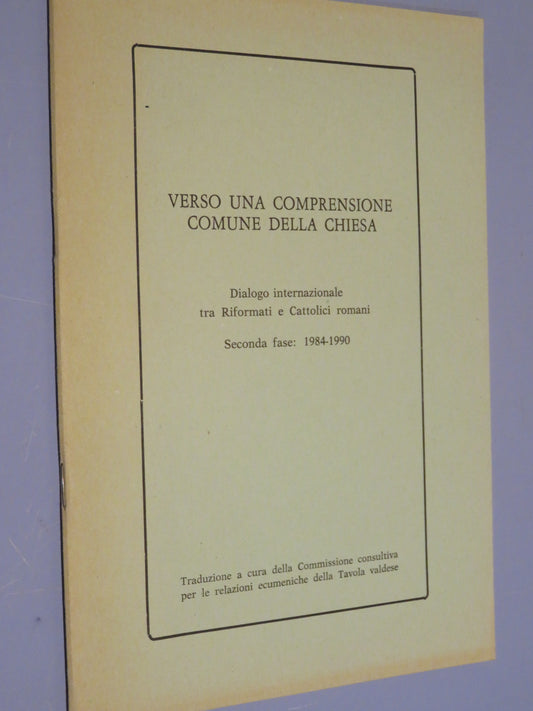 VERSO UNA COMPRENSIONE
COMUNE DELLA CHIESA
Dialogo internazionale
tra Riformati e Cattolici romani
Seconda fase: 1984-1990
Traduzione a cura della Commissione consultiva
per le relazioni ecumeniche della Tavola valdese